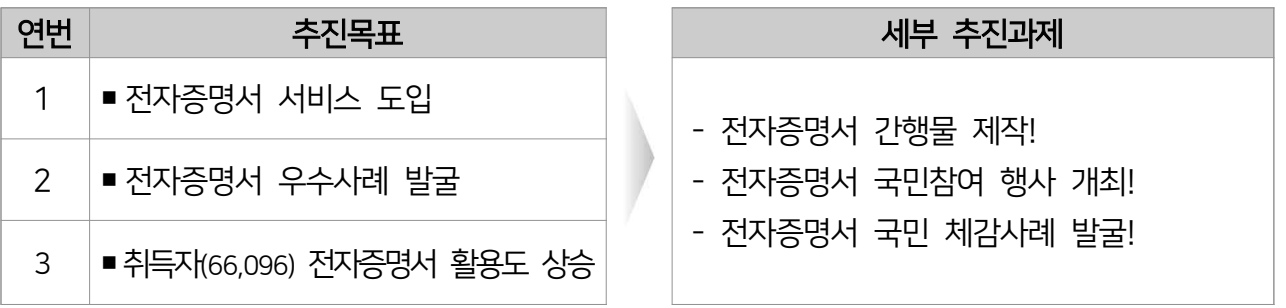 연번 추진목표
1 ■ 전자증명서 서비스 도입
2 ■ 전자증명서 우수사례 발굴
3 ■ 취득자(66,096) 전자증명서 활용도 상승
세부 추진과제
- 전자증명서 간행물 제작!
- 전자증명서 국민참여 행사 개최!
- 전자증명서 국민 체감사례 발굴!